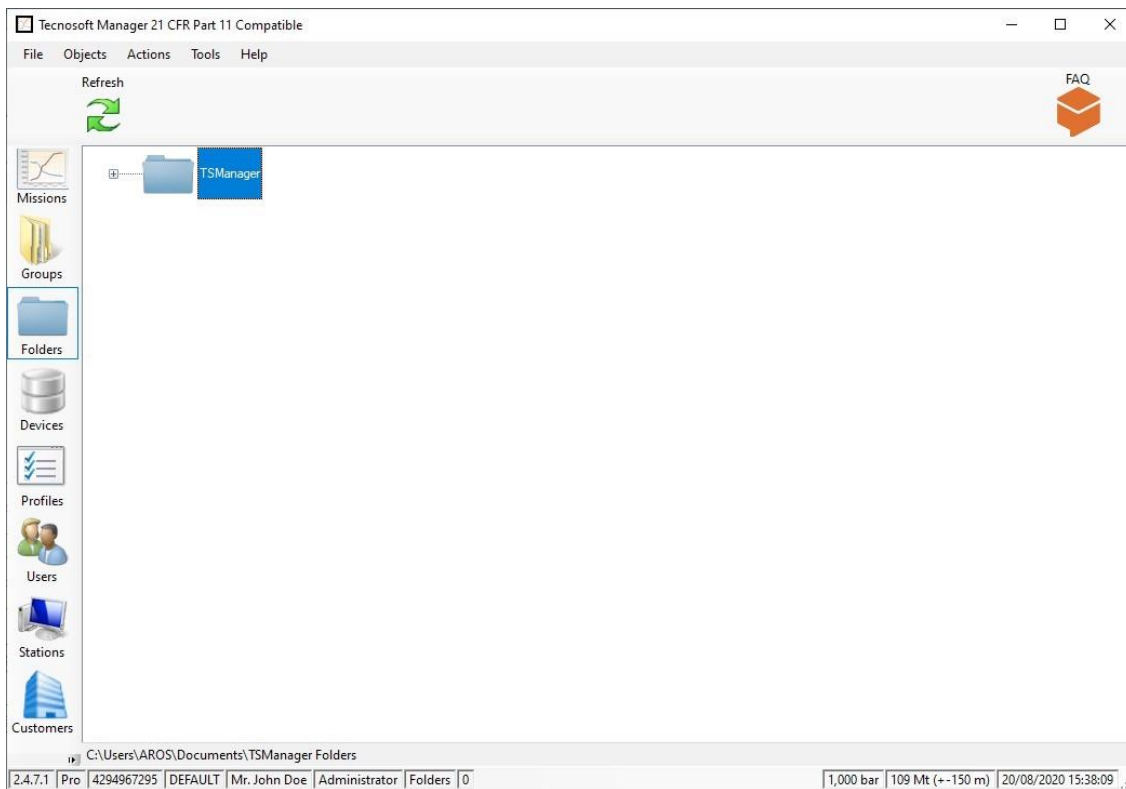 Tecnosoft Manager 21 CFR Part 11 Compatible
File Objects Actions Tools Help
Refresh
FAQ
TSManager
Missions
Groups
Folders
Devices
Profiles
Users
Stations
Customers
C:\Users\AROS\Documents\TSManager Folders
2.4.7.1 Pro 4294967295 DEFAULT Mr. John Doe Administrator Folders 0 1,000 bar 109 Mt (+-150 m) 20/08/2020 15:38:09